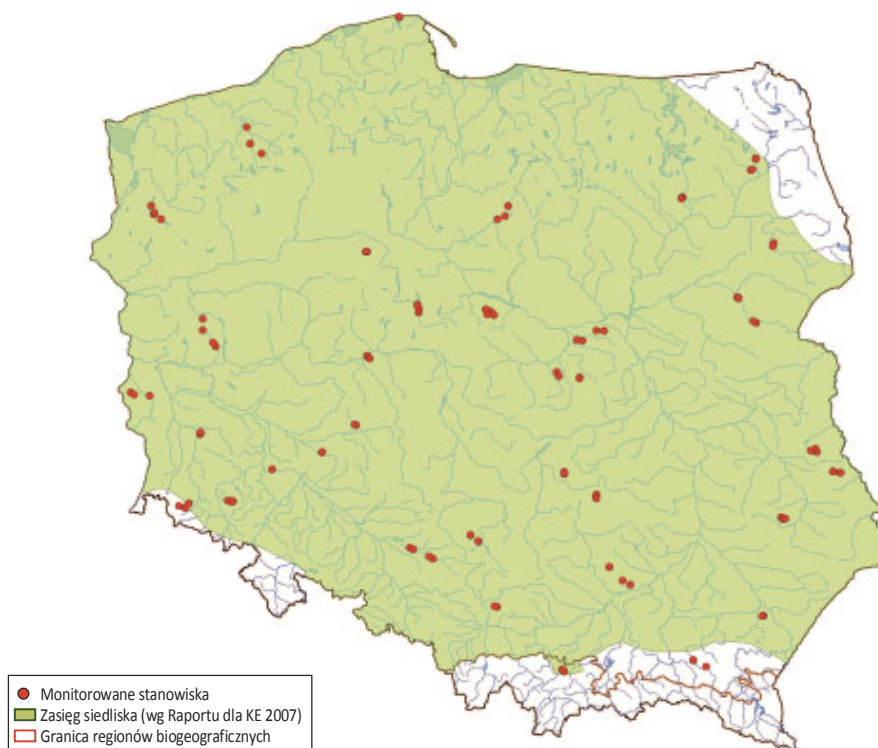 Monitorowane stanowiska
Zasięg siedliska (wg Raportu dla KE 2007)
Granica regionów biogeograficznych